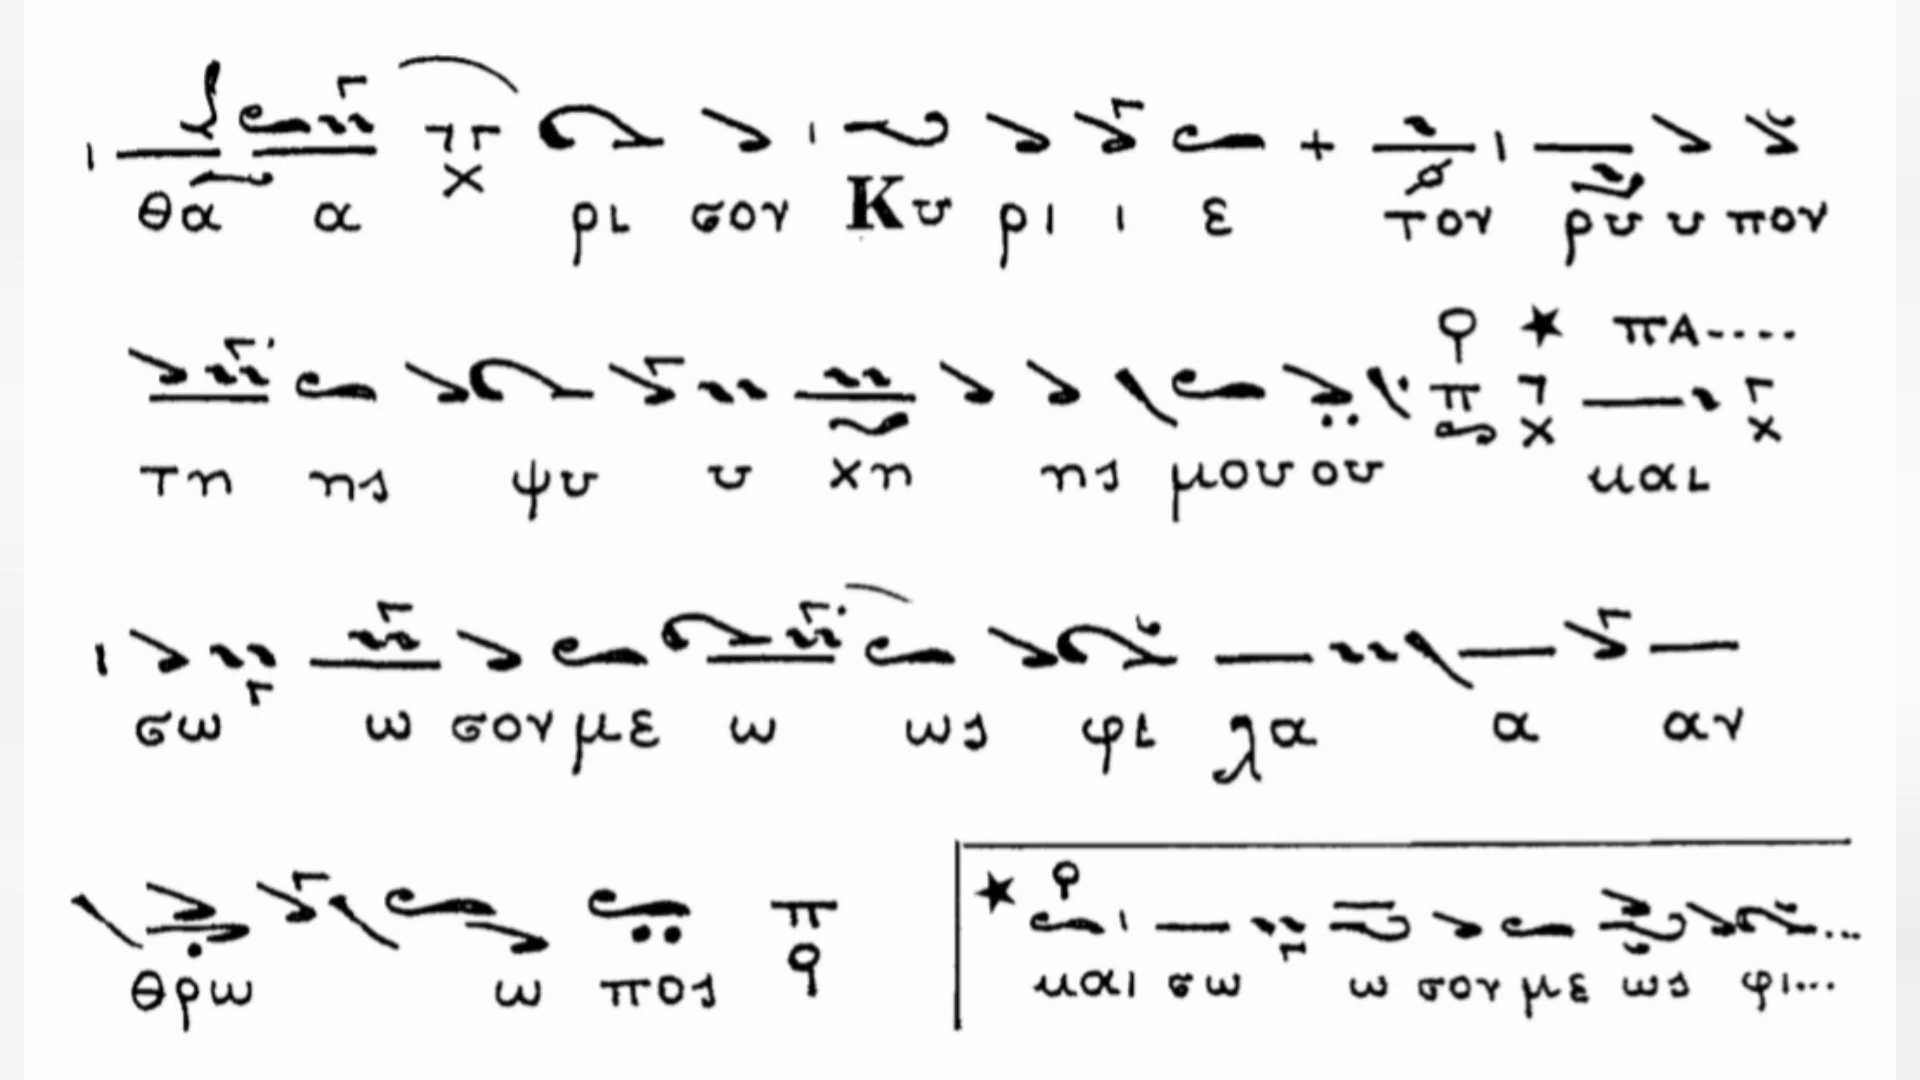 θα α ρι σον Κυ ρι ι ε τον ρυ υ πον
πΑ----
τη ης ψυ υ χη ης μου ου και
σω ω σον με ω ως φι λα α αν
θρω ω πος
και σω ω σον με ως φι...